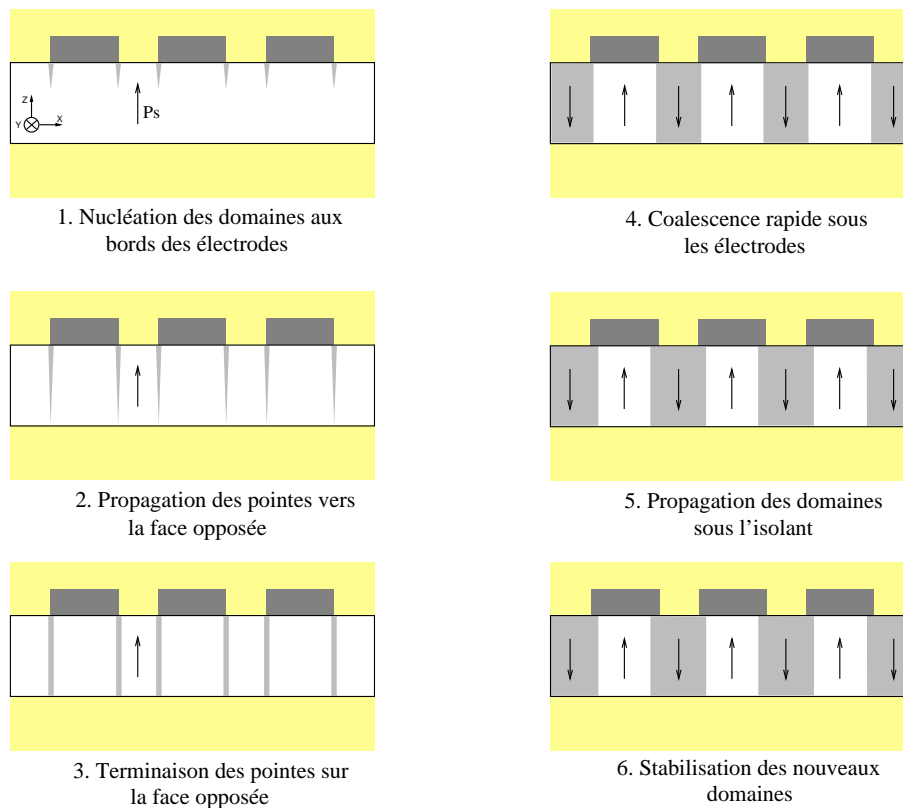 Z
Y
X
Ps
1. Nucléation des domaines aux
bords des électrodes
2. Propagation des pointes vers
la face opposée
3. Terminaison des pointes sur
la face opposée
4. Coalescence rapide sous
les électrodes
5. Propagation des domaines
sous l'isolant
6. Stabilisation des nouveaux
domaines